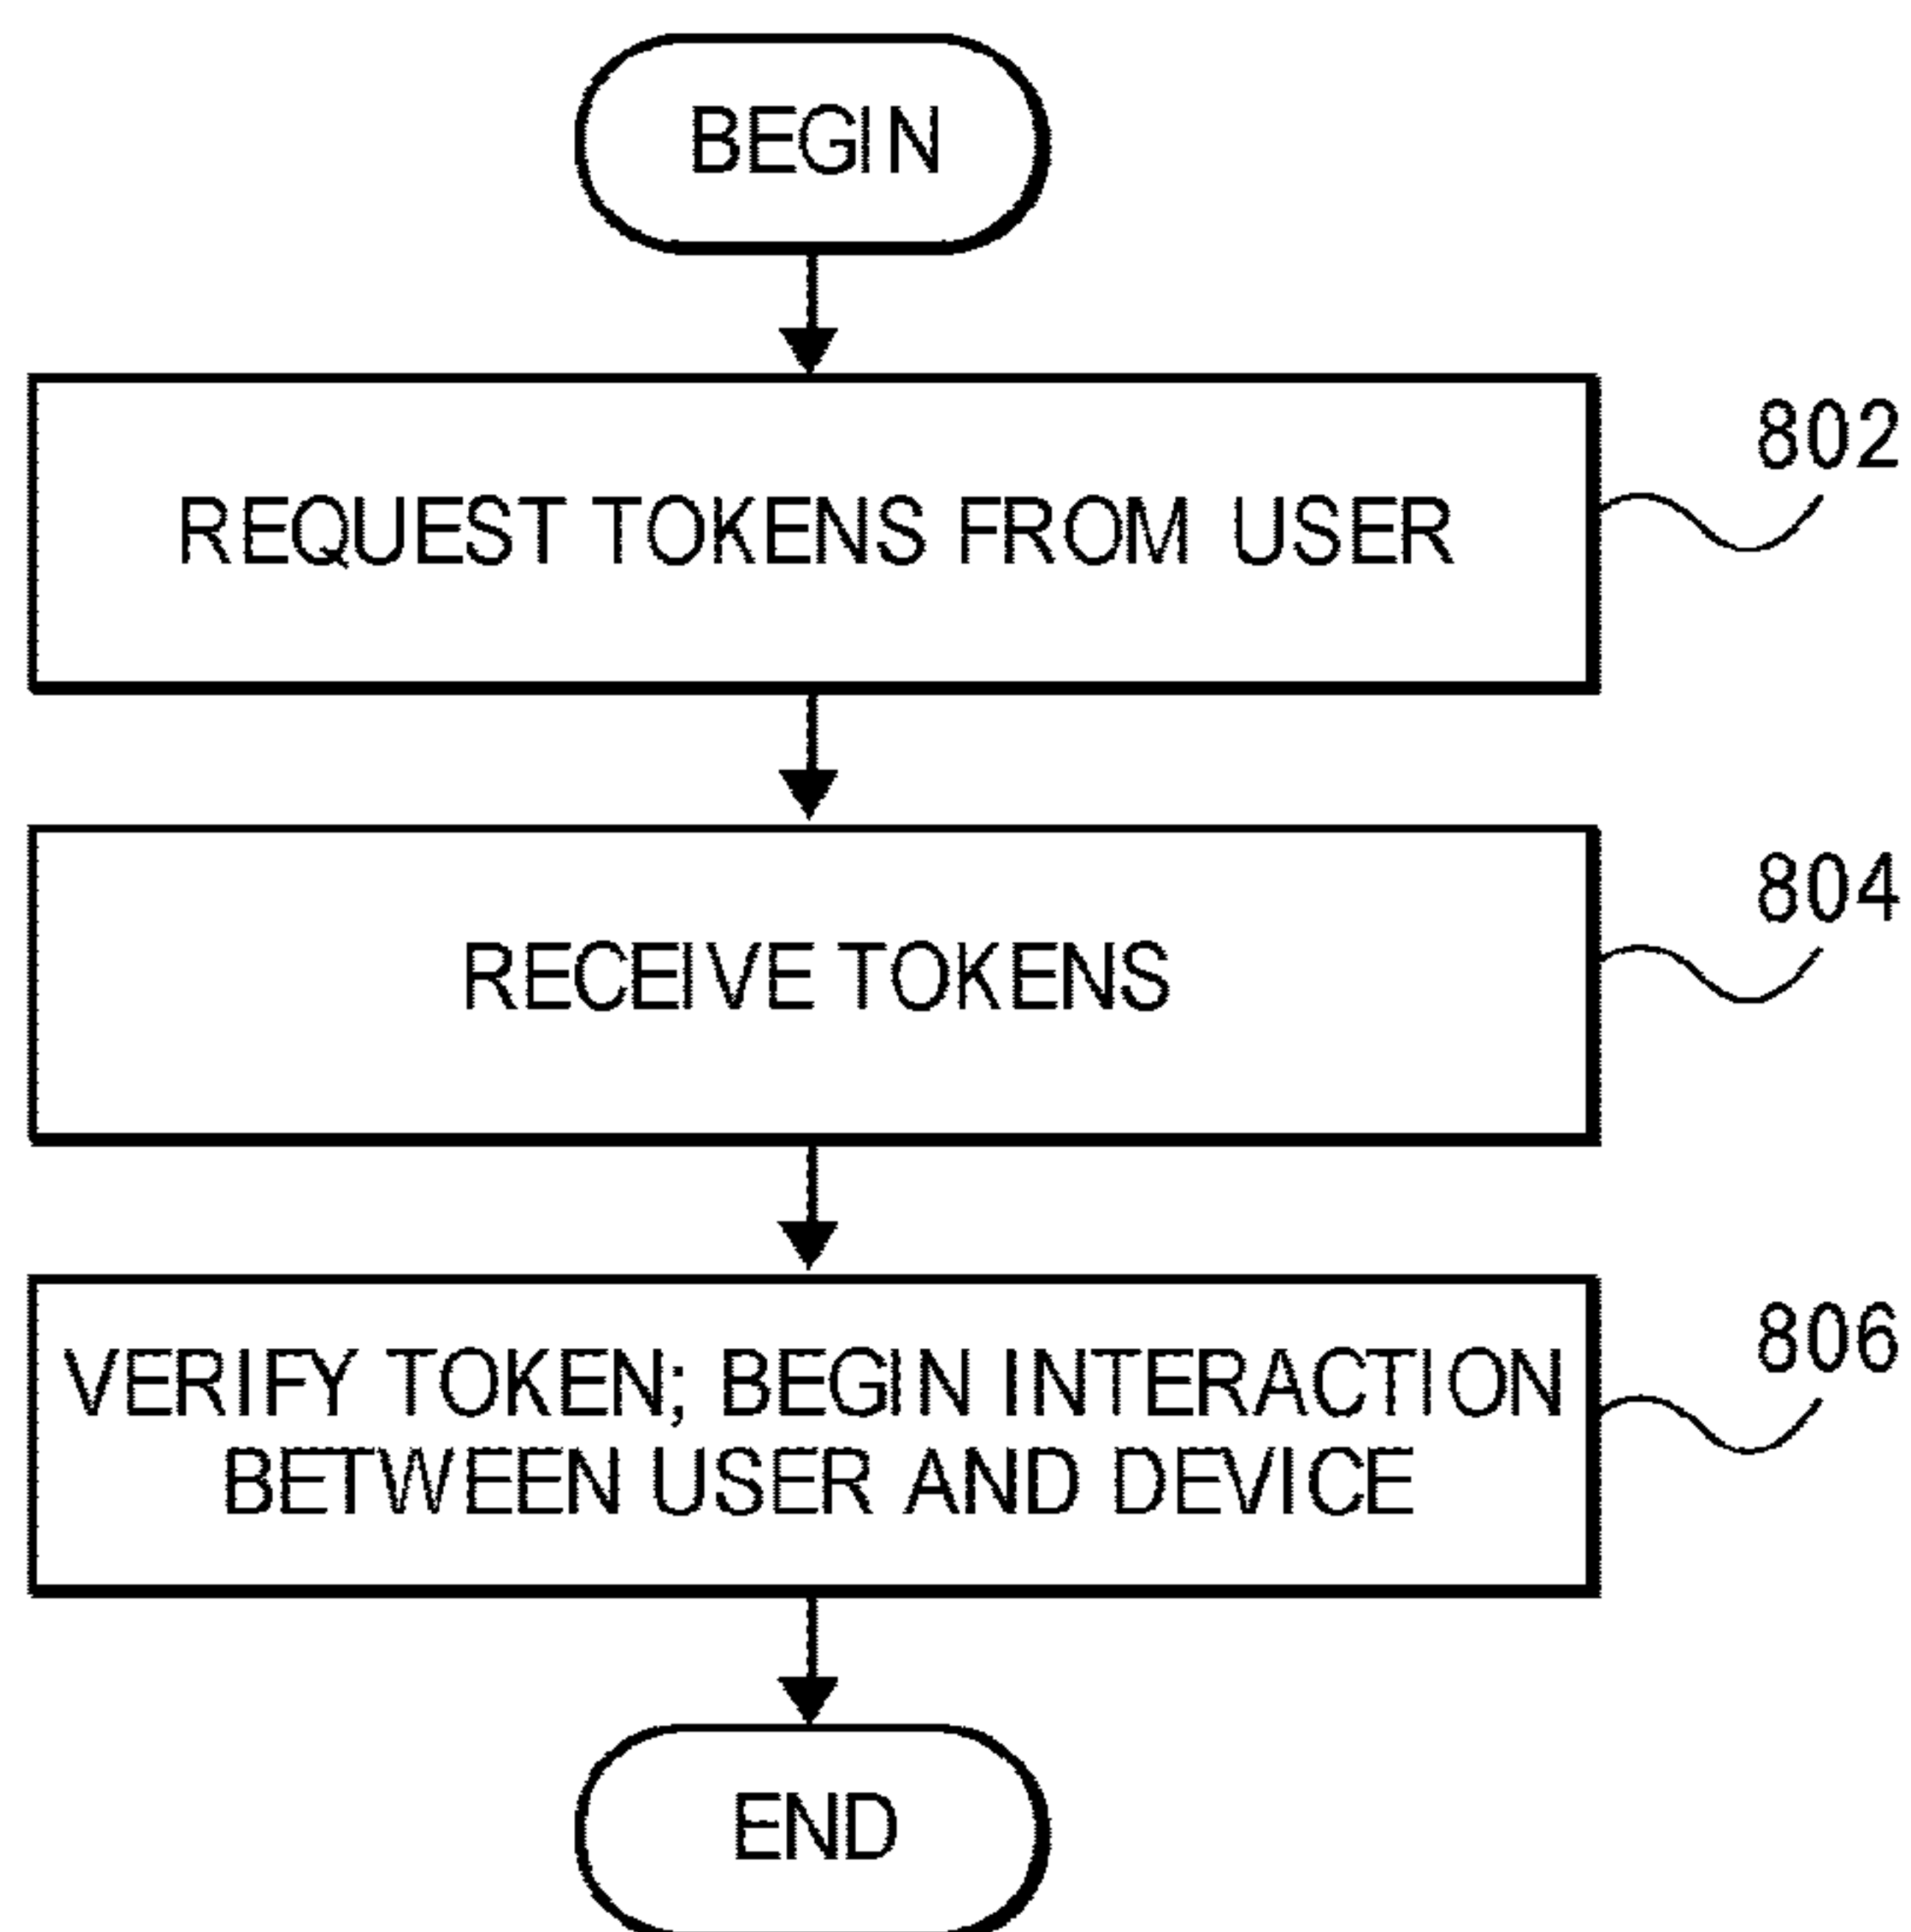 BEGIN
802
REQUEST TOKENS FROM USER
804
RECEIVE TOKENS
806
VERIFY TOKEN; BEGIN INTERACTION
BETWEEN USER AND DEVICE
END